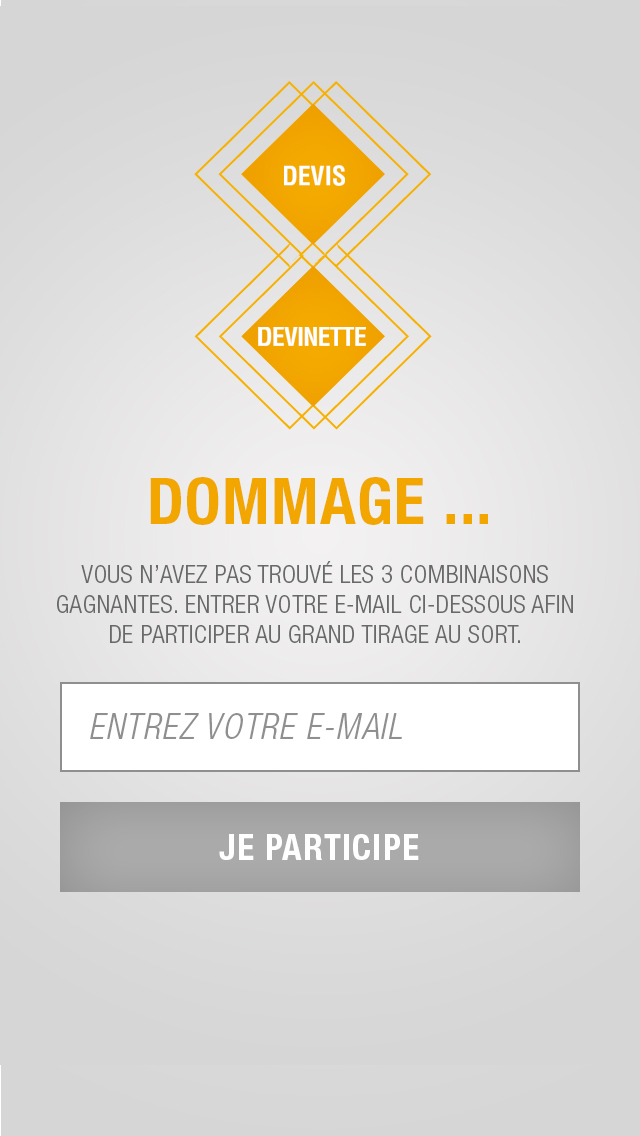 DEVIS
DEVINETTE
DOMMAGE ...
VOUS N’AVEZ PAS TROUVÉ LES 3 COMBINAISONS
GAGNANTES. ENTRER VOTRE E-MAIL CI-DESSOUS AFIN
DE PARTICIPER AU GRAND TIRAGE AU SORT.
ENTREZ VOTRE E-MAIL
JE PARTICIPE